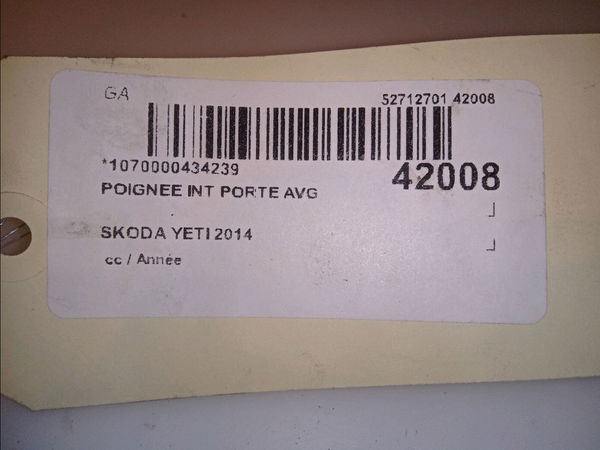 GA
52712701 42008
*1070000434239
42008
POIGNEE INT PORTE AVG
SKODA YETI 2014
cc / Année